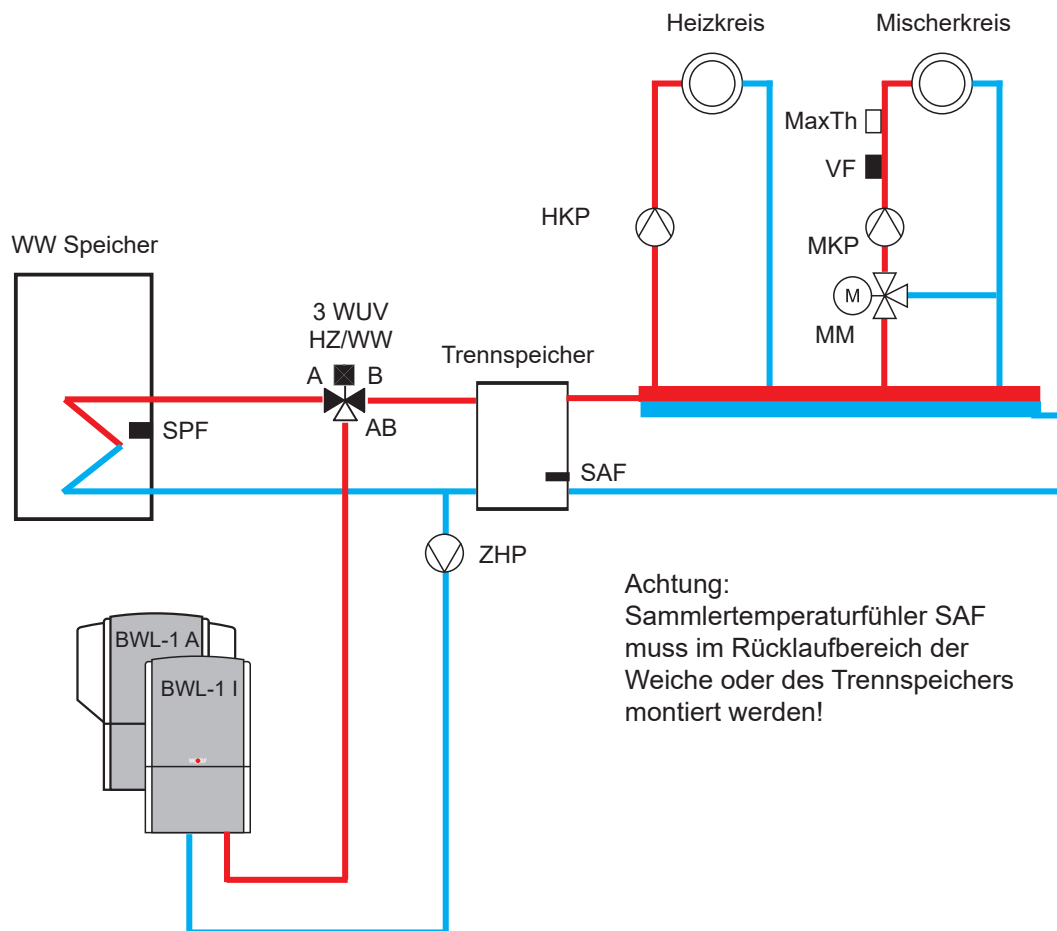 Heizkreis
Mischerkreis
MaxTh
VF
HKP
MKP
WW Speicher
M
3 WUV
HZ/WW
MM
Trennspeicher
A
B
AB
SPF
SAF
ZHP
Achtung:
Sammlertemperaturfühler SAF
muss im Rücklaufbereich der
Weiche oder des Trennspeichers
montiert werden!
BWL-1 A
BWL-1 I